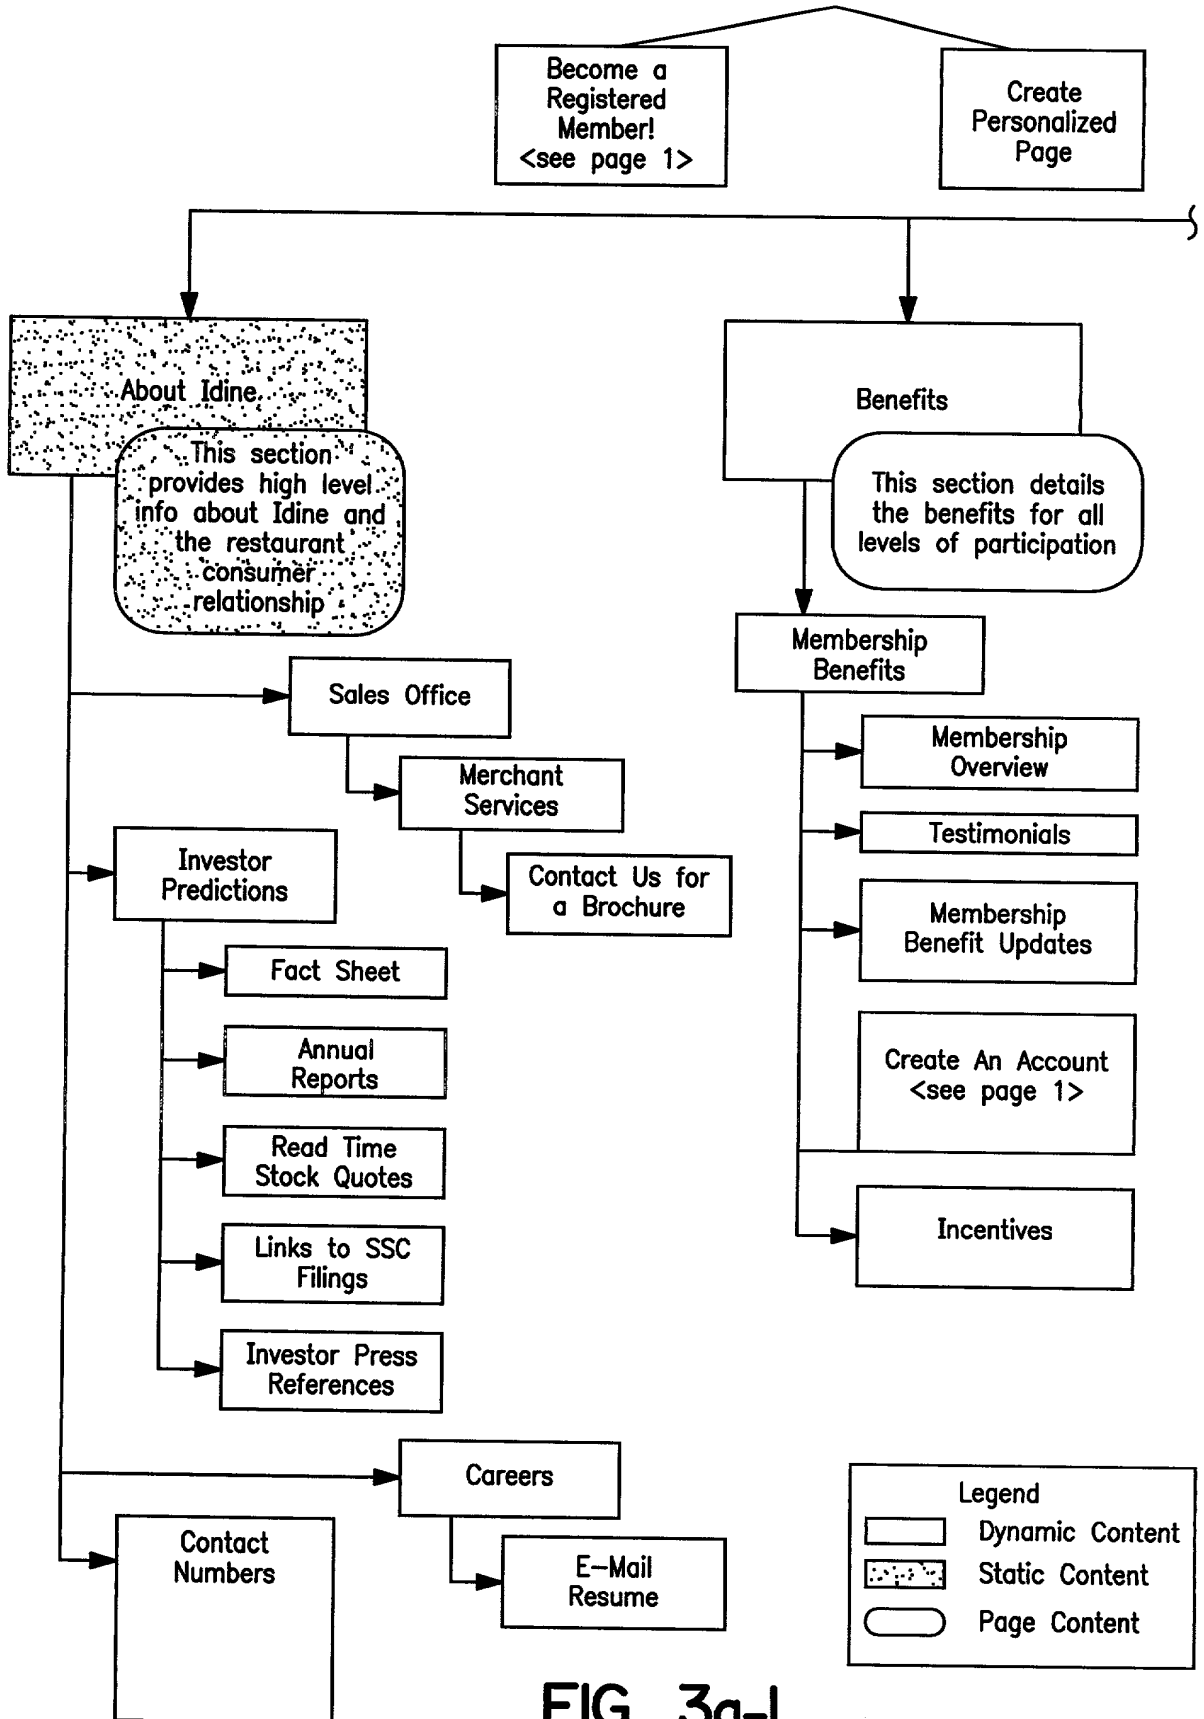 Become a
Registered
Member!
<see page 1>
Create
Personalized
Page
About Idine
This section
provides high level
info about Idine and
the restaurant
consumer
relationship
Benefits
This section details
the benefits for all
levels of participation
Sales Office
Merchant
Services
Contact Us for
a Brochure
Investor
Predictions
Fact Sheet
Annual
Reports
Read Time
Stock Quotes
Links to SSC
Filings
Investor Press
References
Careers
E-Mail
Resume
Contact
Numbers
Membership
Benefits
Membership
Overview
Testimonials
Membership
Benefit Updates
Create An Account
<see page 1>
Incentives
Legend
Dynamic Content
Static Content
Page Content
FIG. 3a-1